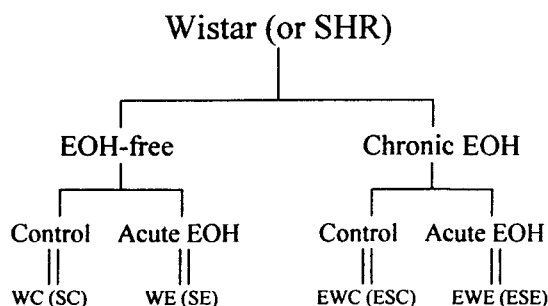 Wistar (or SHR)
EOH-free Chronic EOH
Control Acute EOH Control Acute EOH
WC (SC) WE (SE) EWC (ESC) EWE (ESE)